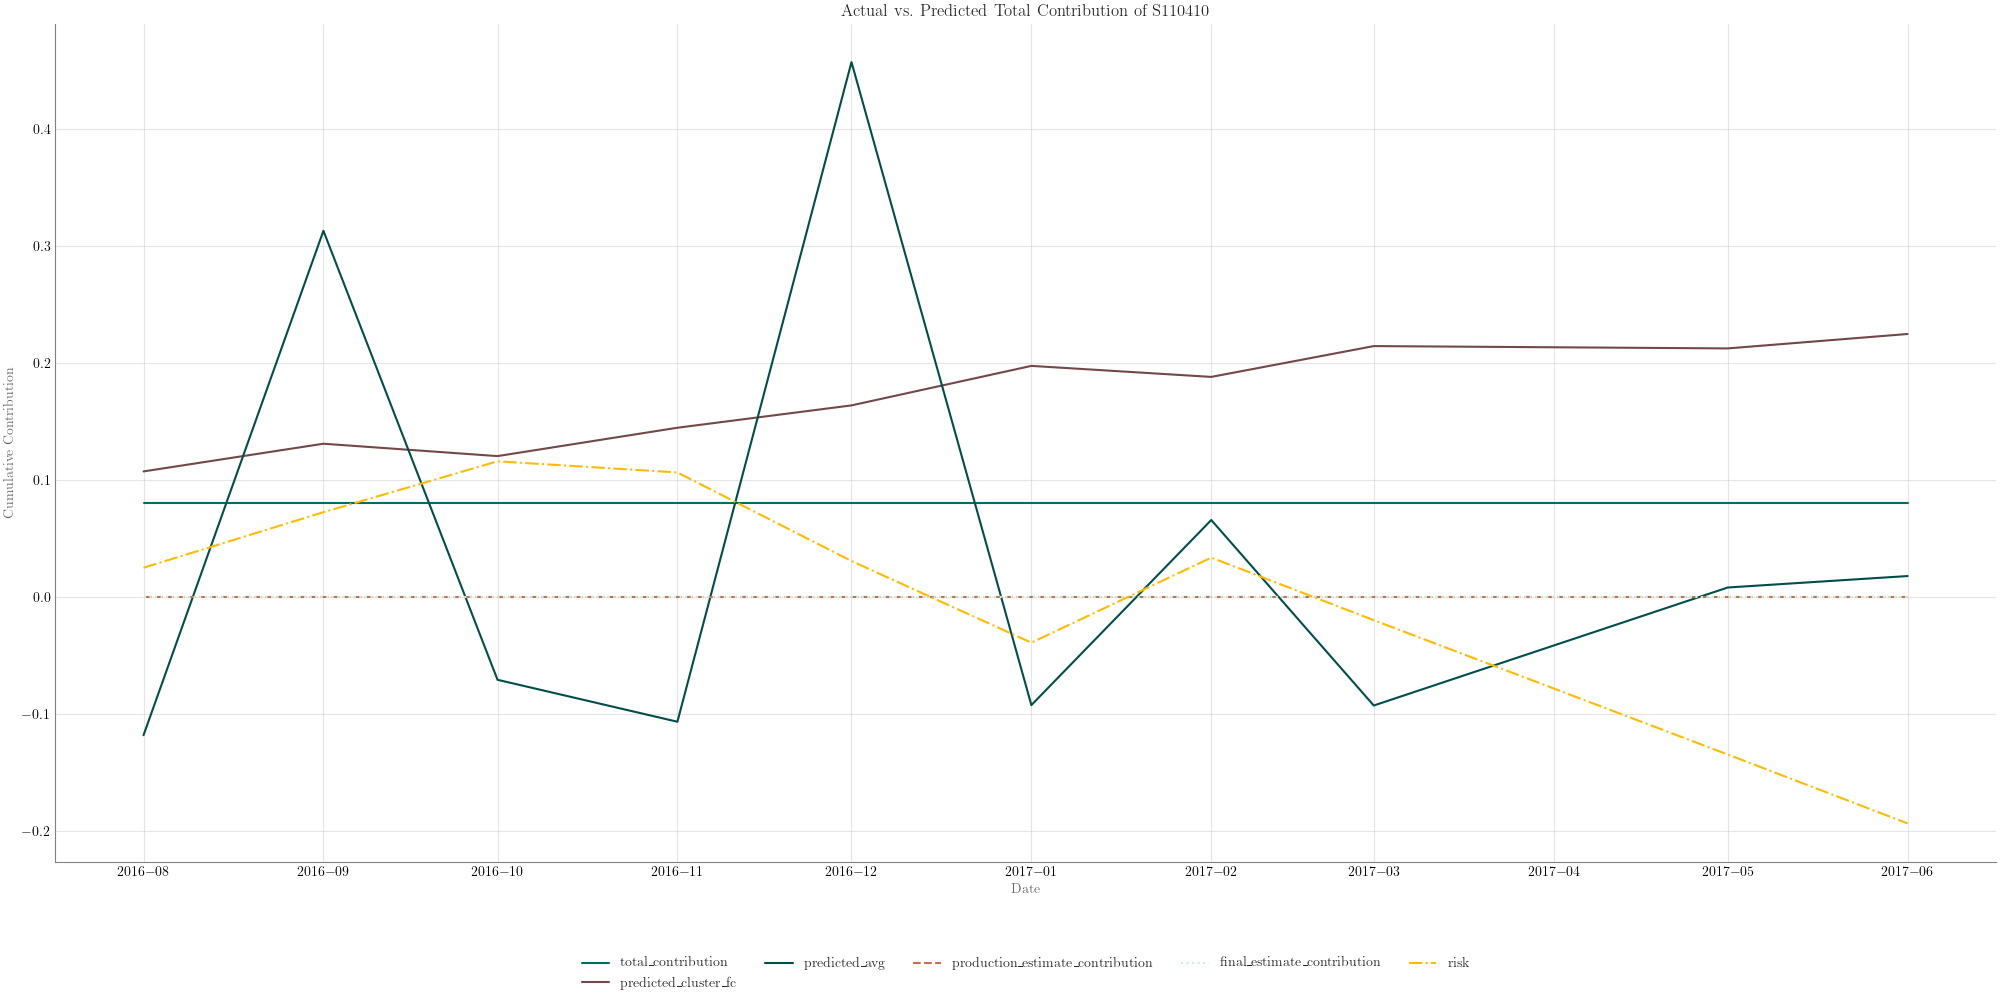 Actual vs. Predicted Total Contribution of S110410
Cumulative Contribution
0.4
0.3
0.2
0.1
0.0
−0.1
−0.2
2016−08 2016−09 2016−10 2016−11 2016−12 2017−01 2017−02 2017−03 2017−04 2017−05 2017−06
Date
total_contribution predicted_avg production_estimate_contribution final_estimate_contribution risk
predicted_cluster_fc